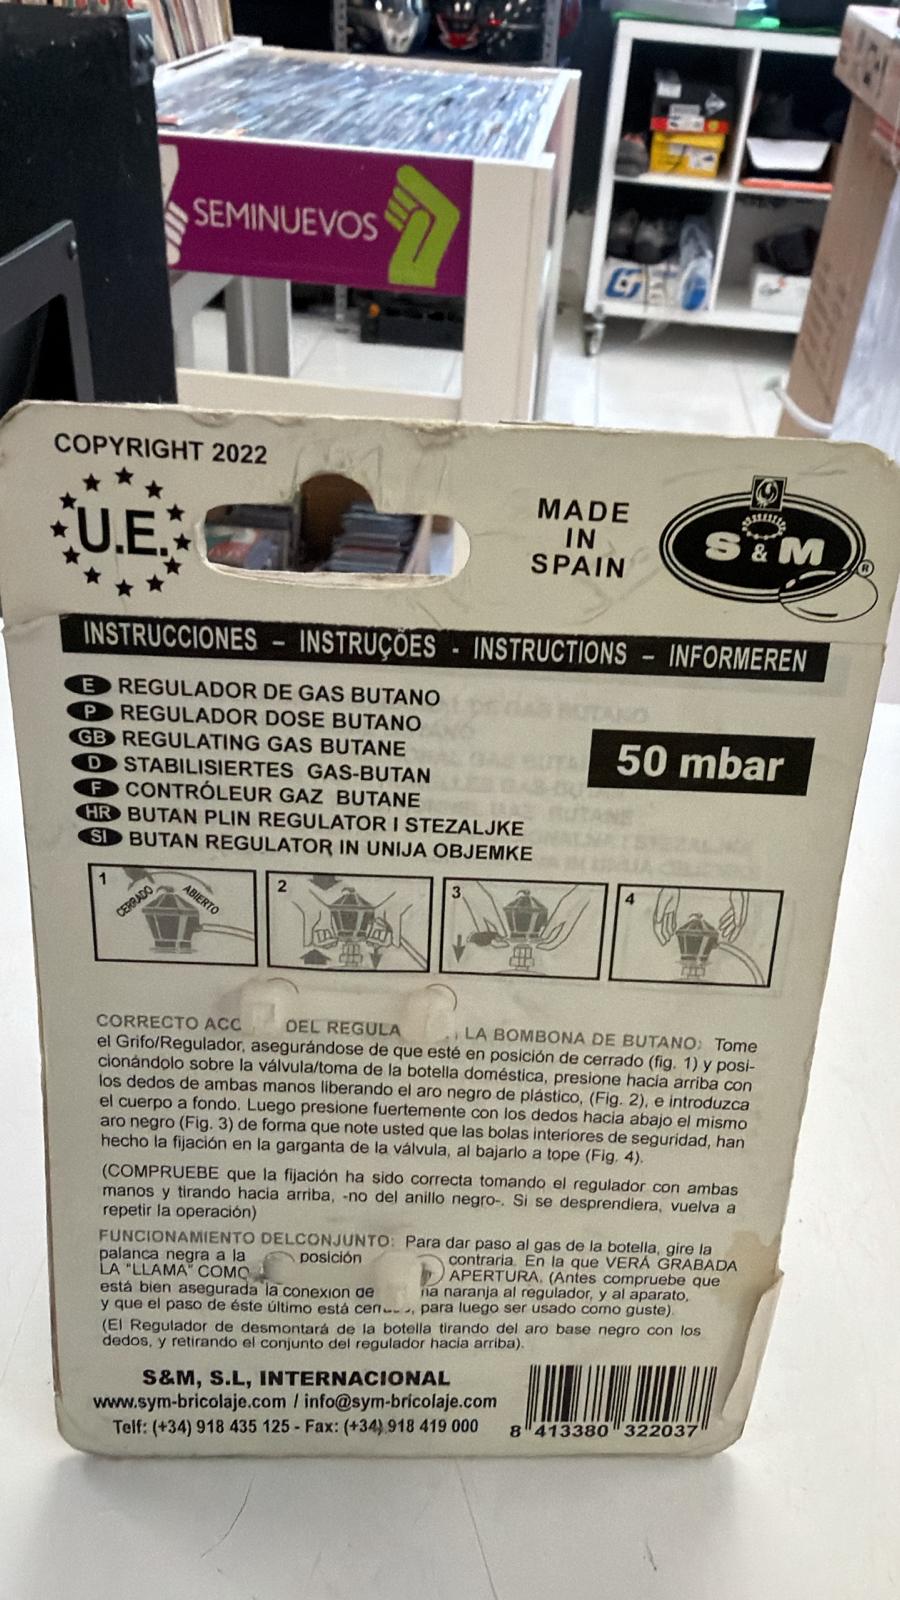 SEMINUEVOS
COPYRIGHT 2022
U.E.
MADE
IN
SPAIN
S & M
®
INSTRUCCIONES – INSTRUÇÕES - INSTRUCTIONS – INFORMEREN
E REGULADOR DE GAS BUTANO
P REGULADOR DOSE BUTANO
GB REGULATING GAS BUTANE
D STABILISIERTES GAS-BUTAN
F CONTRÓLEUR GAZ BUTANE
HR BUTAN PLIN REGULATOR I STEZALJKE
SI BUTAN REGULATOR IN UNIJA OBJEMKE
50 mbar
1 CERRADO ABIERTO
2
3
4
CORRECTO ACC DEL REGULA LA BOMBONA DE BUTANO: Tome
el Grifo/Regulador, asegurándose de que esté en posición de cerrado (fig. 1) y posi-
cionándolo sobre la válvula/toma de la botella doméstica, presione hacia arriba con
los dedos de ambas manos liberando el aro negro de plástico, (Fig. 2), e introduzca
el cuerpo a fondo. Luego presione fuertemente con los dedos hacia abajo el mismo
aro negro (Fig. 3) de forma que note usted que las bolas interiores de seguridad, han
hecho la fijación en la garganta de la válvula, al bajarlo a tope (Fig. 4).
(COMPRUEBE que la fijación ha sido correcta tomando el regulador con ambas
manos y tirando hacia arriba, -no del anillo negro-. Si se desprendiera, vuelva a
repetir la operación)
FUNCIONAMIENTO DELCONJUNTO: Para dar paso al gas de la botella, gire la
palanca negra a la posición contraria. En la que VERÁ GRABADA
LA "LLAMA" COMO APERTURA. (Antes compruebe que
está bien asegurada la conexion de naranja al regulador, y al aparato,
y que el paso de éste último está para luego ser usado como guste).
(El Regulador de desmontará de la botella tirando del aro base negro con los
dedos, y retirando el conjunto del regulador hacia arriba).
S&M, S.L, INTERNACIONAL
www.sym-bricolaje.com / info@sym-bricolaje.com
Telf: (+34) 918 435 125 - Fax: (+34) 918 419 000
8 413380 322037